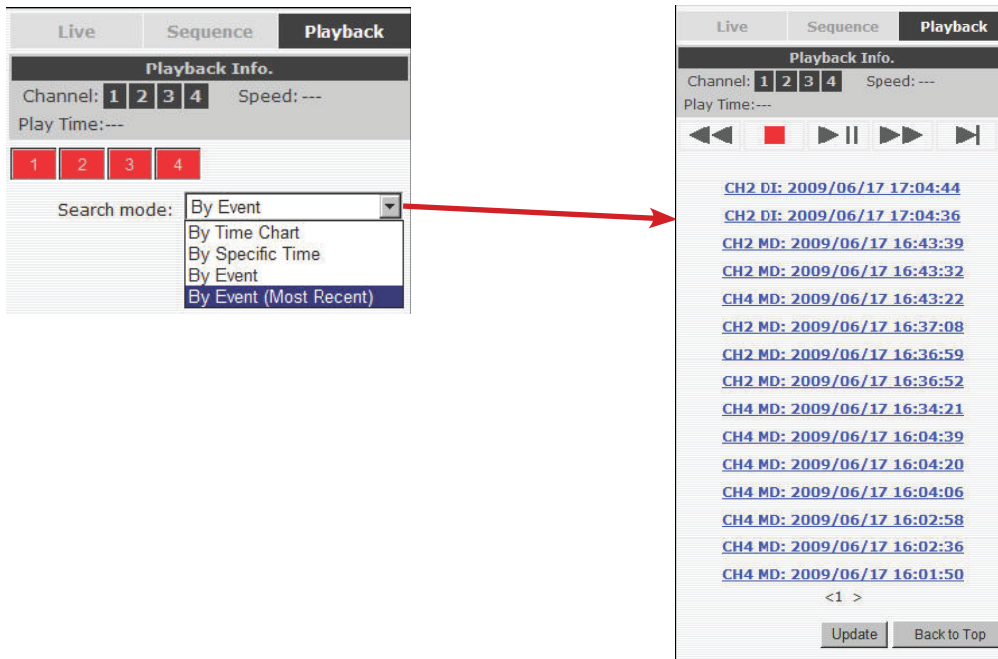 Live Sequence Playback
Playback Info.
Channel: 1 2 3 4 Speed: ---
Play Time:---
1 2 3 4
Search mode: By Event
By Time Chart
By Specific Time
By Event
By Event (Most Recent)
Live Sequence Playback
Playback Info.
Channel: 1 2 3 4 Speed: ---
Play Time:---
CH2 DI: 2009/06/17 17:04:44
CH2 DI: 2009/06/17 17:04:36
CH2 MD: 2009/06/17 16:43:39
CH2 MD: 2009/06/17 16:43:32
CH4 MD: 2009/06/17 16:43:22
CH2 MD: 2009/06/17 16:37:08
CH2 MD: 2009/06/17 16:36:59
CH2 MD: 2009/06/17 16:36:52
CH4 MD: 2009/06/17 16:34:21
CH4 MD: 2009/06/17 16:04:39
CH4 MD: 2009/06/17 16:04:20
CH4 MD: 2009/06/17 16:04:06
CH4 MD: 2009/06/17 16:02:58
CH4 MD: 2009/06/17 16:02:36
CH4 MD: 2009/06/17 16:01:50
<1 >
Update Back to Top